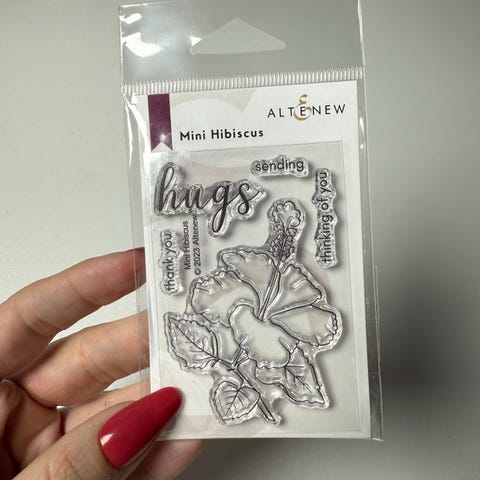 ALTENEW
Mini Hibiscus
sending
hugs
thinking of you
thank you
Mini Hibiscus
© 2023 Altenew